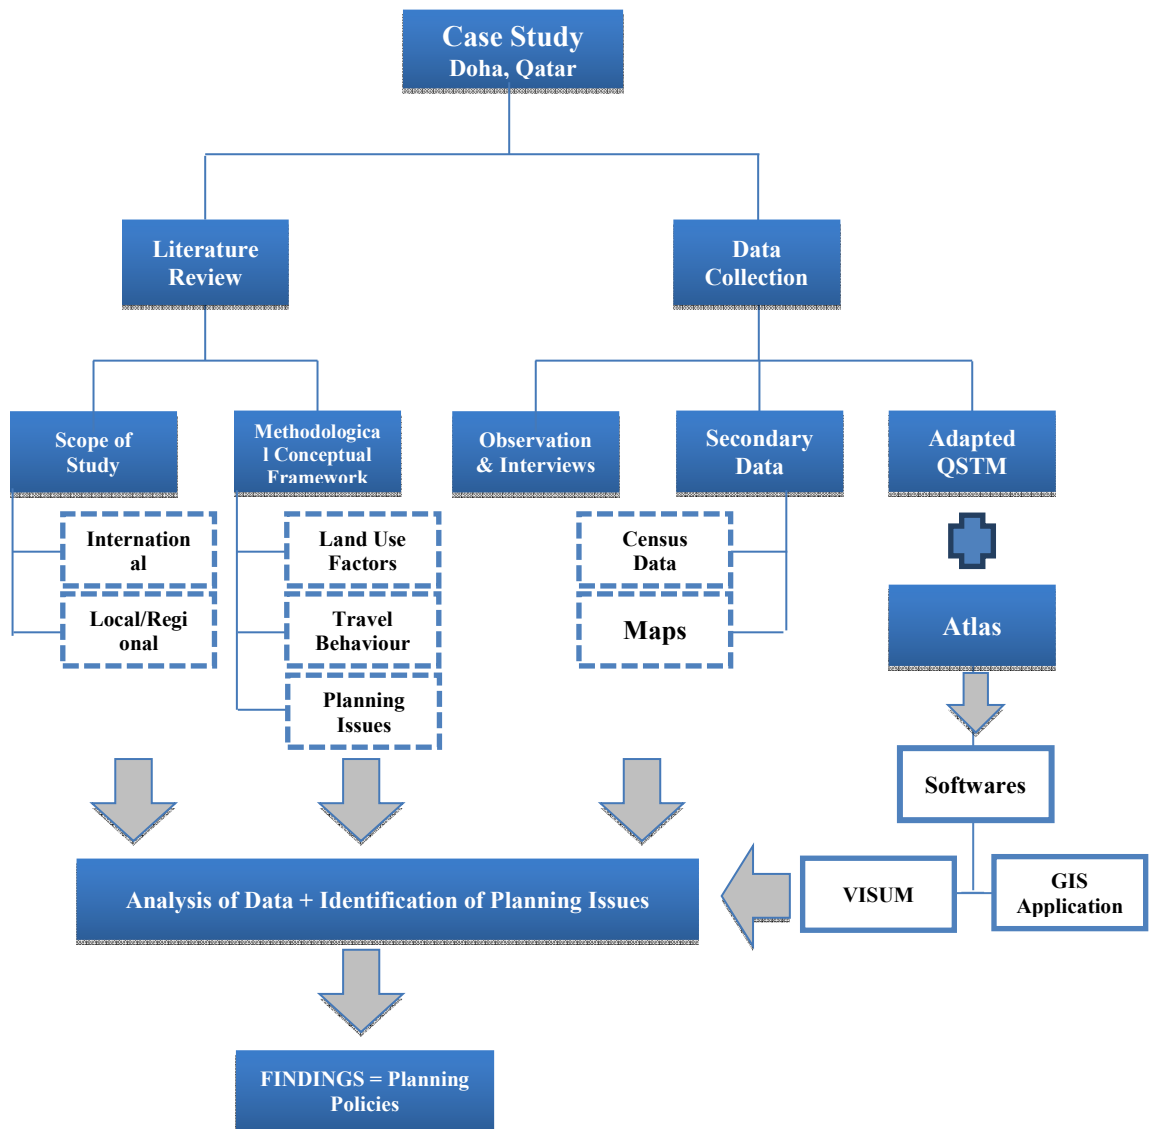 Case Study
Doha, Qatar
Literature
Review
Data
Collection
Scope of
Study
Methodologica
l Conceptual
Framework
Observation
& Interviews
Secondary
Data
Adapted
QSTM
Internation
al
Local/Regi
onal
Land Use
Factors
Travel
Behaviour
Planning
Issues
Census
Data
Maps
Atlas
Softwares
VISUM
GIS
Application
Analysis of Data + Identification of Planning Issues
FINDINGS = Planning
Policies